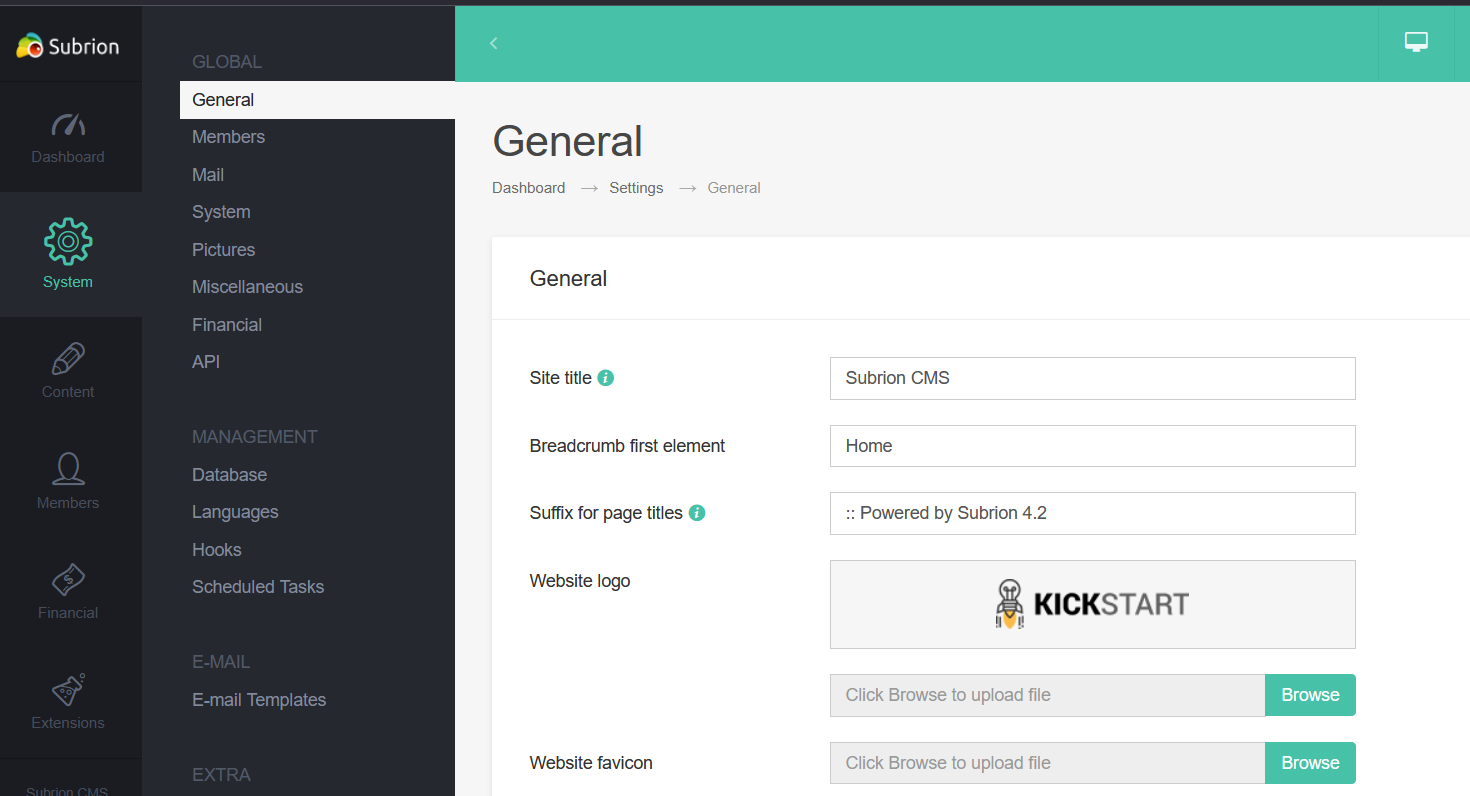 Subrion
Dashboard
System
Content
Members
Financial
Extensions
Subrion CMS
GLOBAL
General
Members
Mail
System
Pictures
Miscellaneous
Financial
API
MANAGEMENT
Database
Languages
Hooks
Scheduled Tasks
E-MAIL
E-mail Templates
EXTRA
General
Dashboard → Settings → General
General
Site title i Subrion CMS
Breadcrumb first element Home
Suffix for page titles i :: Powered by Subrion 4.2
Website logo KICKSTART
Click Browse to upload file Browse
Website favicon Click Browse to upload file Browse